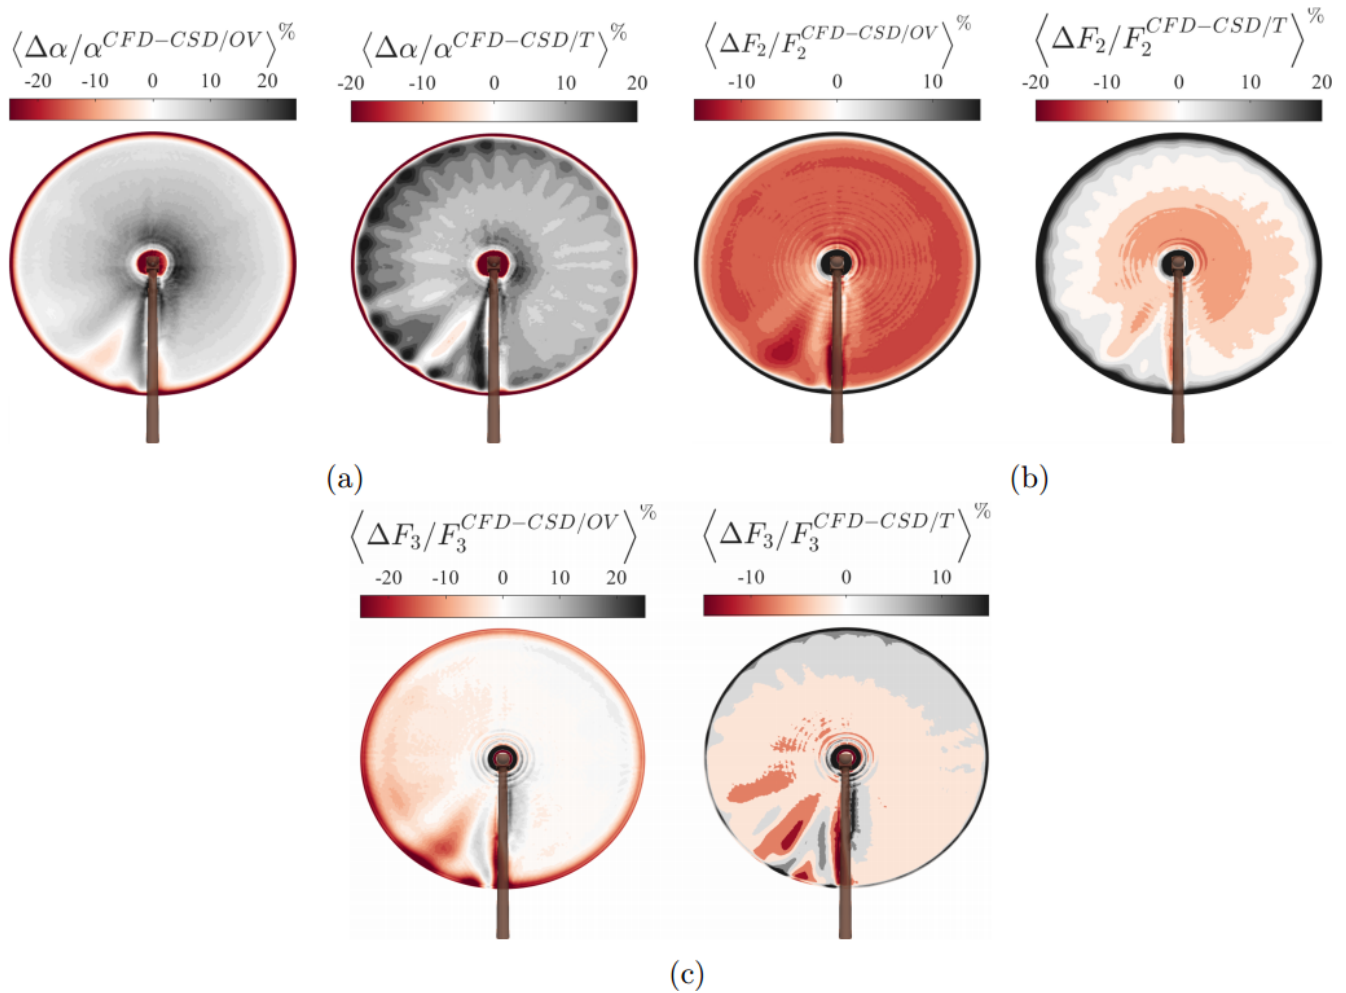 ⟨Δα/α^{CFD−CSD/OV}⟩^%
-20 -10 0 10 20
⟨Δα/α^{CFD−CSD/T}⟩^%
-20 -10 0 10 20
⟨ΔF_2/F_2^{CFD−CSD/OV}⟩^%
-10 0 10
⟨ΔF_2/F_2^{CFD−CSD/T}⟩^%
-20 -10 0 10 20
(a)
(b)
⟨ΔF_3/F_3^{CFD−CSD/OV}⟩^%
-20 -10 0 10 20
⟨ΔF_3/F_3^{CFD−CSD/T}⟩^%
-10 0 10
(c)